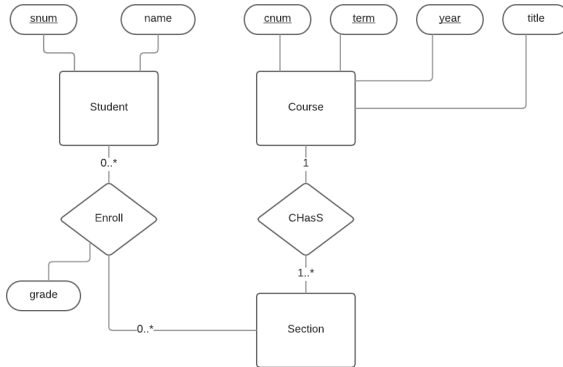 snum
name
cnum
term
year
title
Student
Course
0..*
1
Enroll
CHasS
1..*
grade
0..*
Section